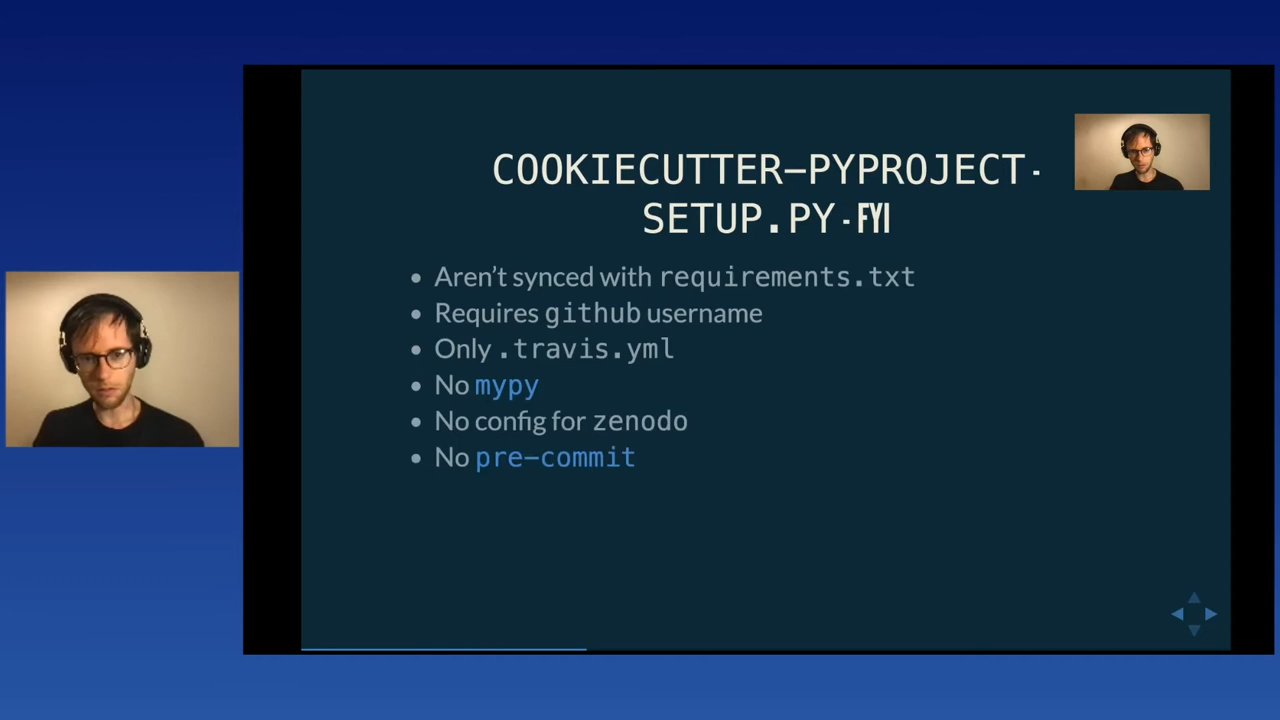 COOKIECUTTER-PYPROJECT-
SETUP.PY - FYI
Aren’t synced with requirements.txt
Requires github username
Only .travis.yml
No mypy
No config for zenodo
No pre-commit